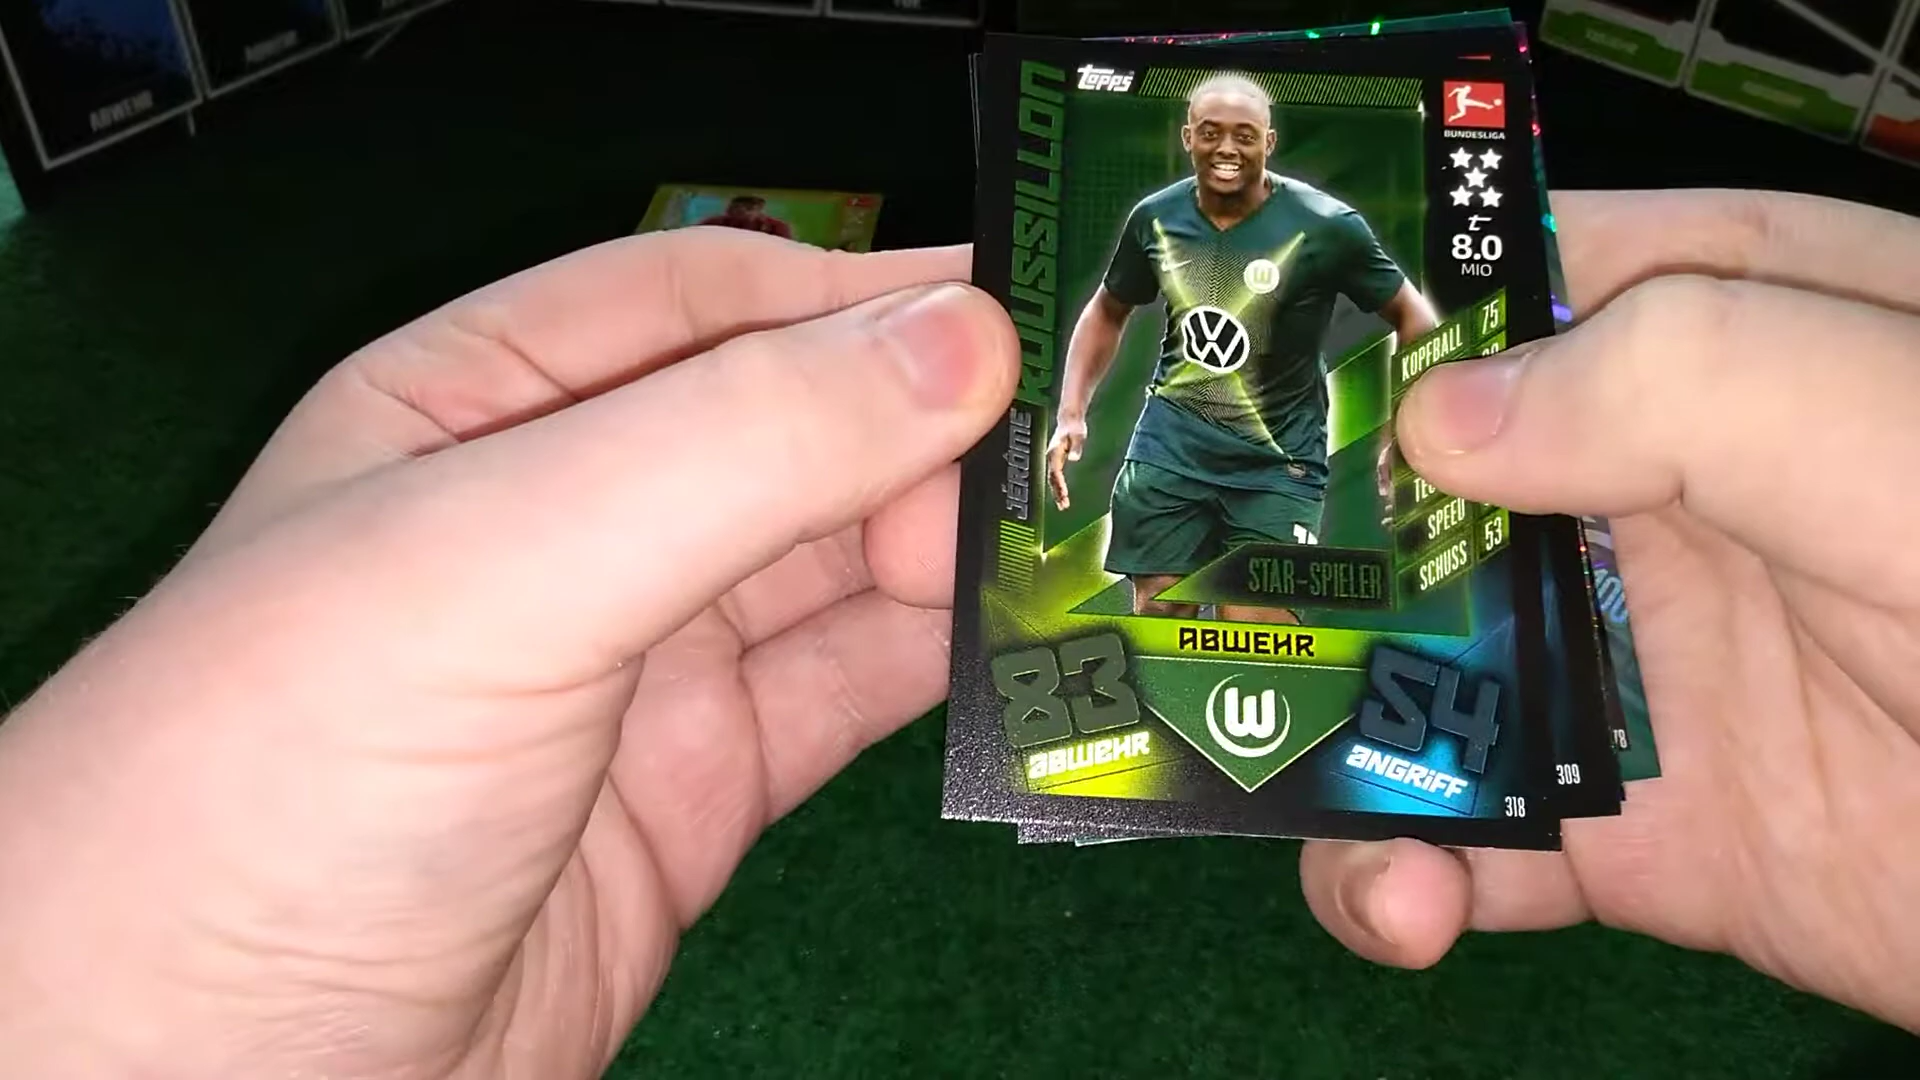 ABWEHR
topps
BUNDESLIGA
JÉRÔME ROUSSILLON
t
8.0
MIO
KOPFBALL 75
SPEED
SCHUSS 53
STAR-SPIELER
ABWEHR
83
ABWEHR
W
54
ANGRIFF
318
309